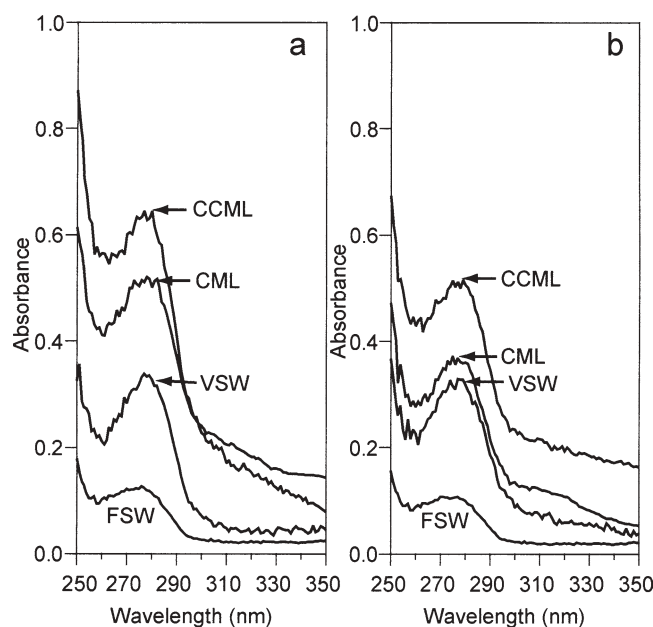 a
b
1.0
0.8
0.6
0.4
0.2
0.0
Absorbance
CCML
CML
VSW
FSW
250 270 290 310 330 350
Wavelength (nm)
1.0
0.8
0.6
0.4
0.2
0.0
Absorbance
CCML
CML
VSW
FSW
250 270 290 310 330 350
Wavelength (nm)